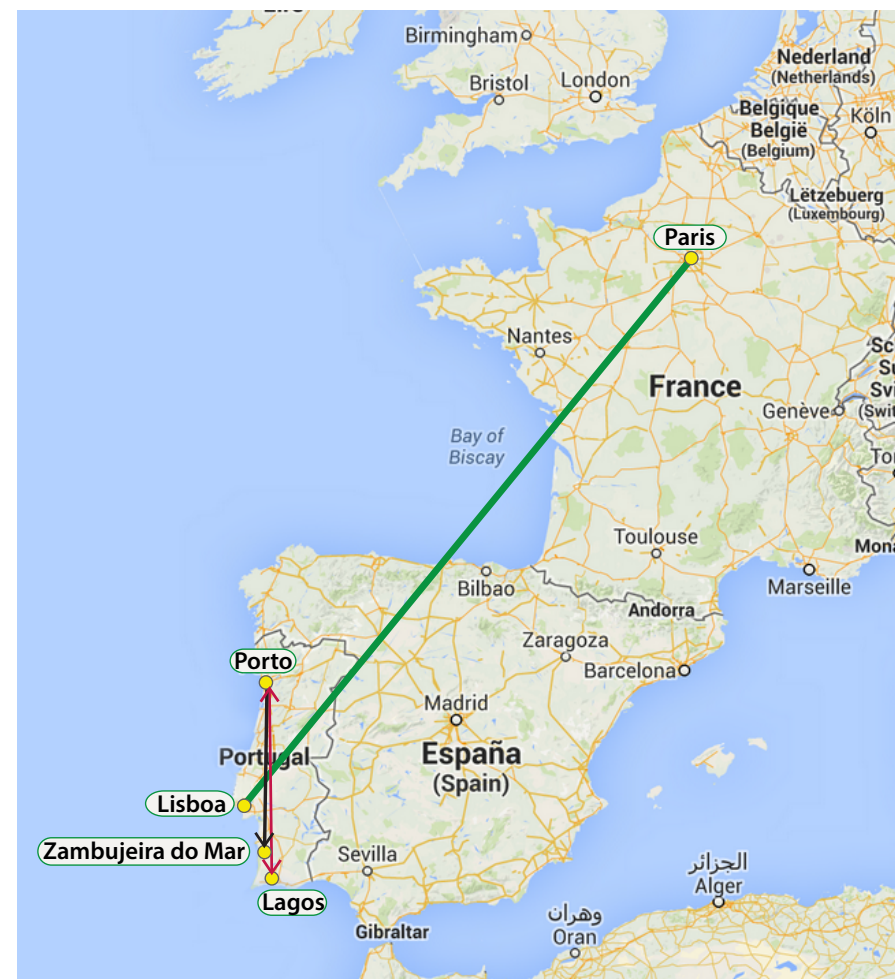 Birmingham
Bristol
London
Nederland
(Netherlands)
Belgique
België
(Belgium)
Köln
Lëtzebuerg
(Luxembourg)
Paris
Nantes
France
Genève
Bay of
Biscay
Toulouse
Marseille
Bilbao
Andorra
Zaragoza
Barcelona
Porto
Madrid
Portugal
España
(Spain)
Lisboa
Zambujeira do Mar
Sevilla
Lagos
Gibraltar
الجزائر
Alger
وهران
Oran